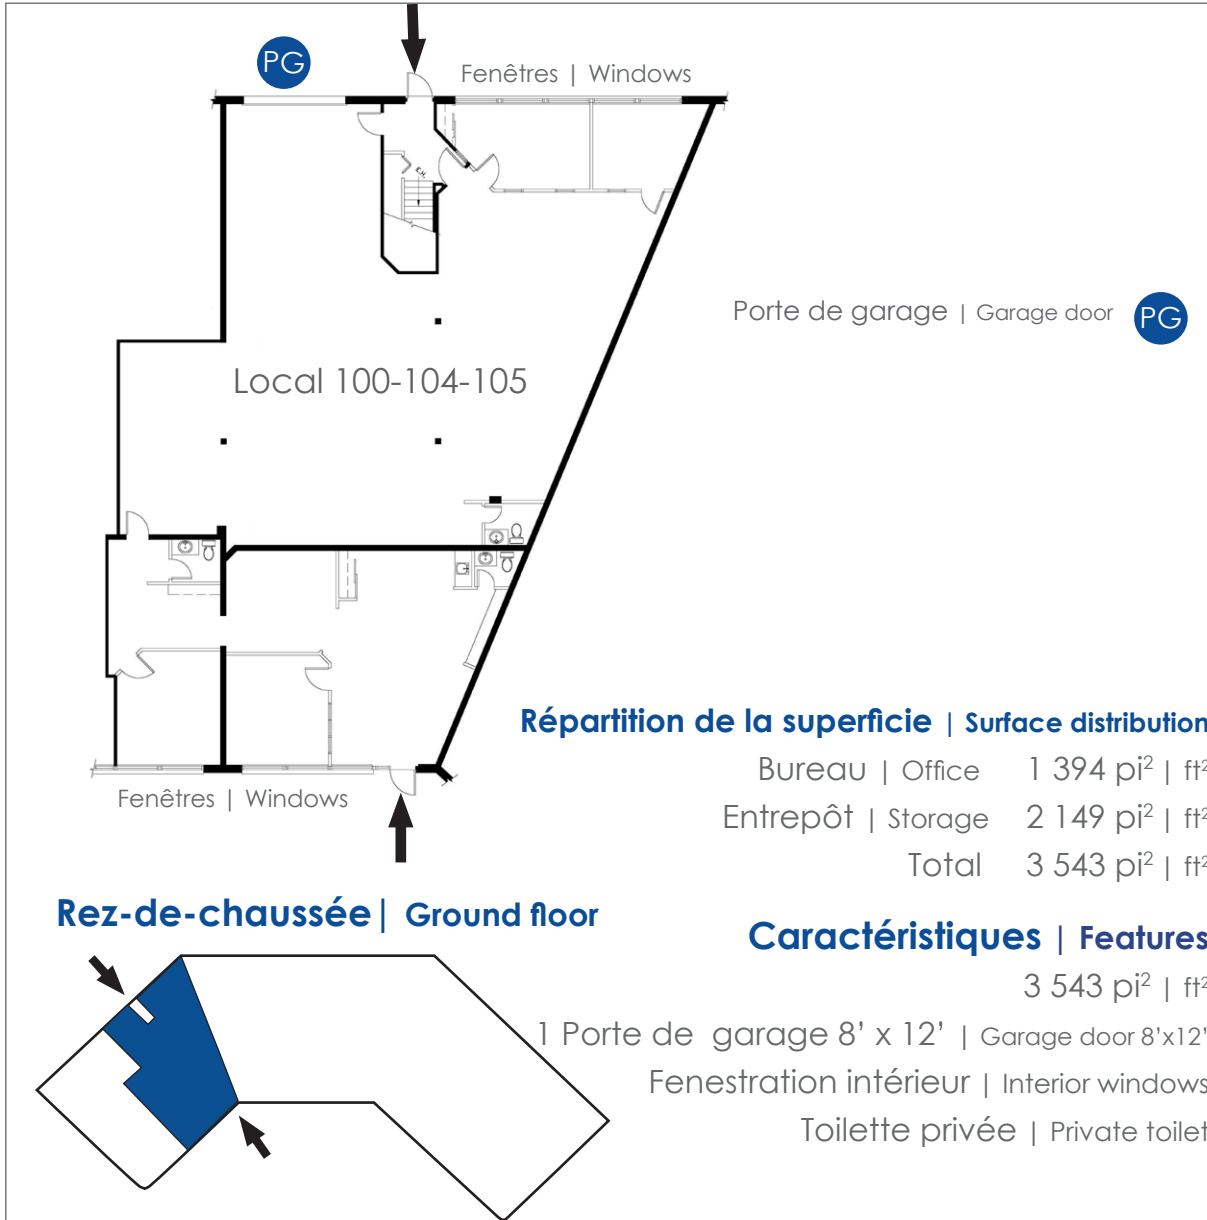 PG
Fenêtres | Windows
Porte de garage | Garage door PG
Local 100-104-105
C.H.
Fenêtres | Windows
Répartition de la superficie | Surface distribution
Bureau | Office 1 394 pi² | ft²
Entrepôt | Storage 2 149 pi² | ft²
Total 3 543 pi² | ft²
Rez-de-chaussée| Ground floor
Caractéristiques | Features
3 543 pi² | ft²
1 Porte de garage 8’ x 12’ | Garage door 8’x12’
Fenestration intérieur | Interior windows
Toilette privée | Private toilet